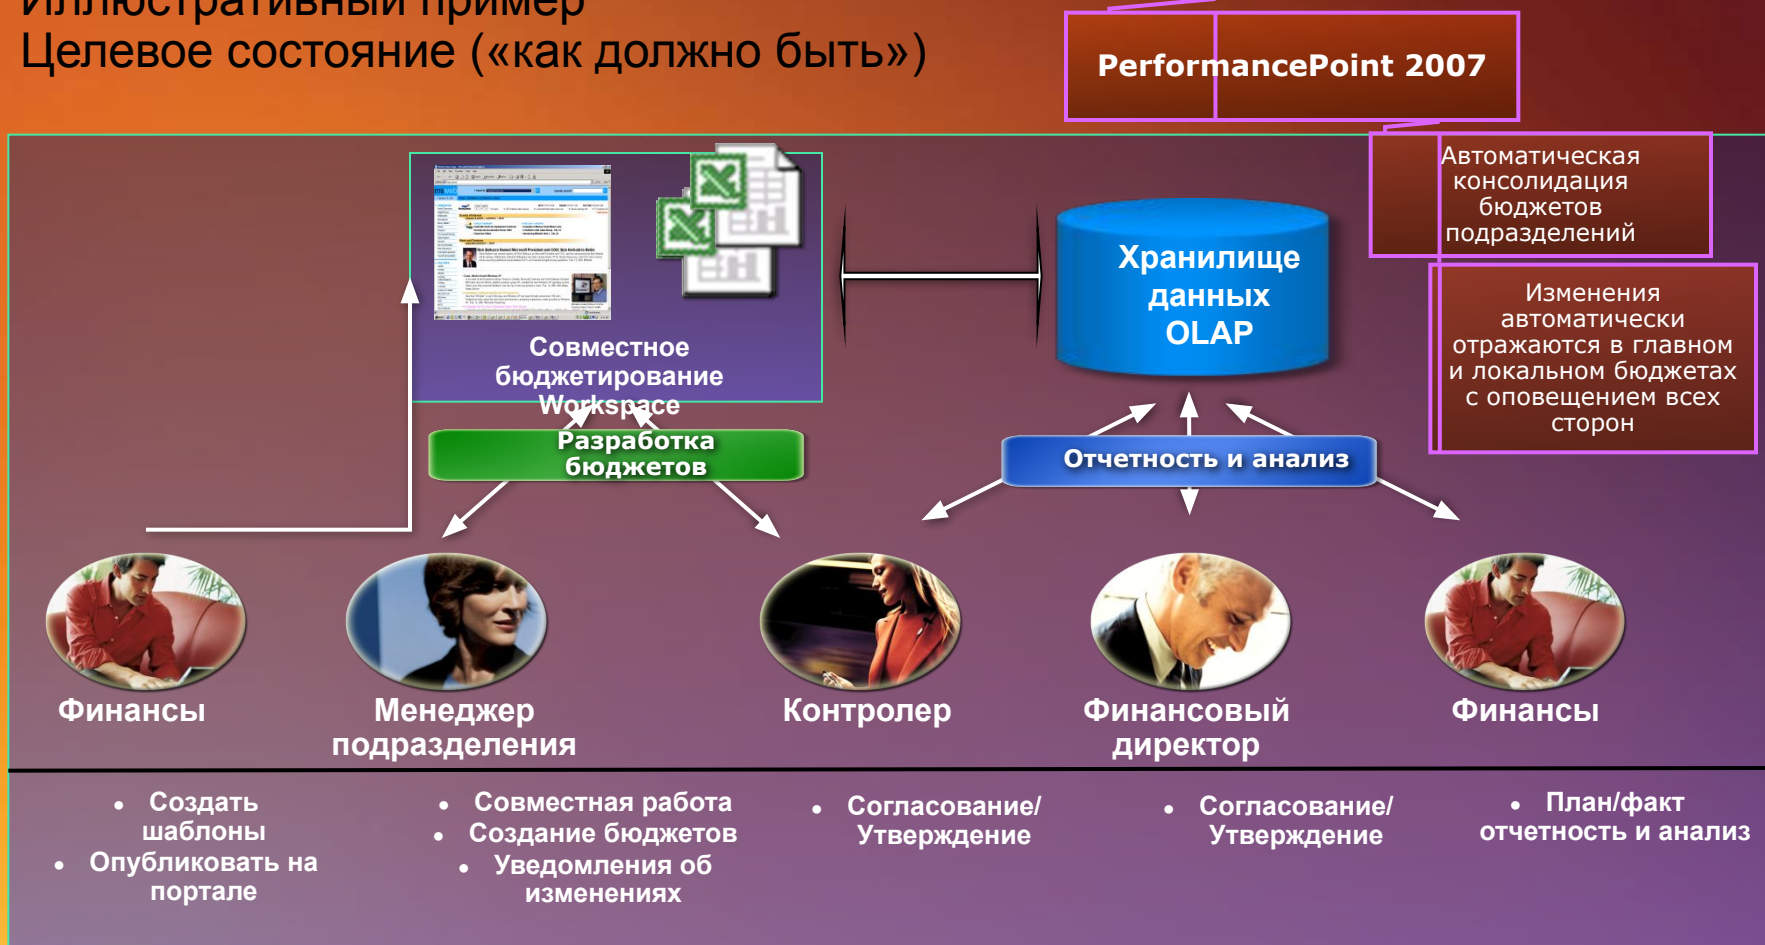 Иллюстративный пример
Целевое состояние («как должно быть»)
PerformancePoint 2007
Автоматическая
консолидация
бюджетов
подразделений
Изменения
автоматически
отражаются в главном
и локальном бюджетах
с оповещением всех
сторон
Совместное
бюджетирование
Workspace
Хранилище
данных
OLAP
Разработка
бюджетов
Отчетность и анализ
Финансы
Менеджер
подразделения
Контролер
Финансовый
директор
Финансы
• Создать
шаблоны
• Опубликовать на
портале
• Совместная работа
• Создание бюджетов
• Уведомления об
изменениях
• Согласование/
Утверждение
• Согласование/
Утверждение
• План/факт
отчетность и анализ